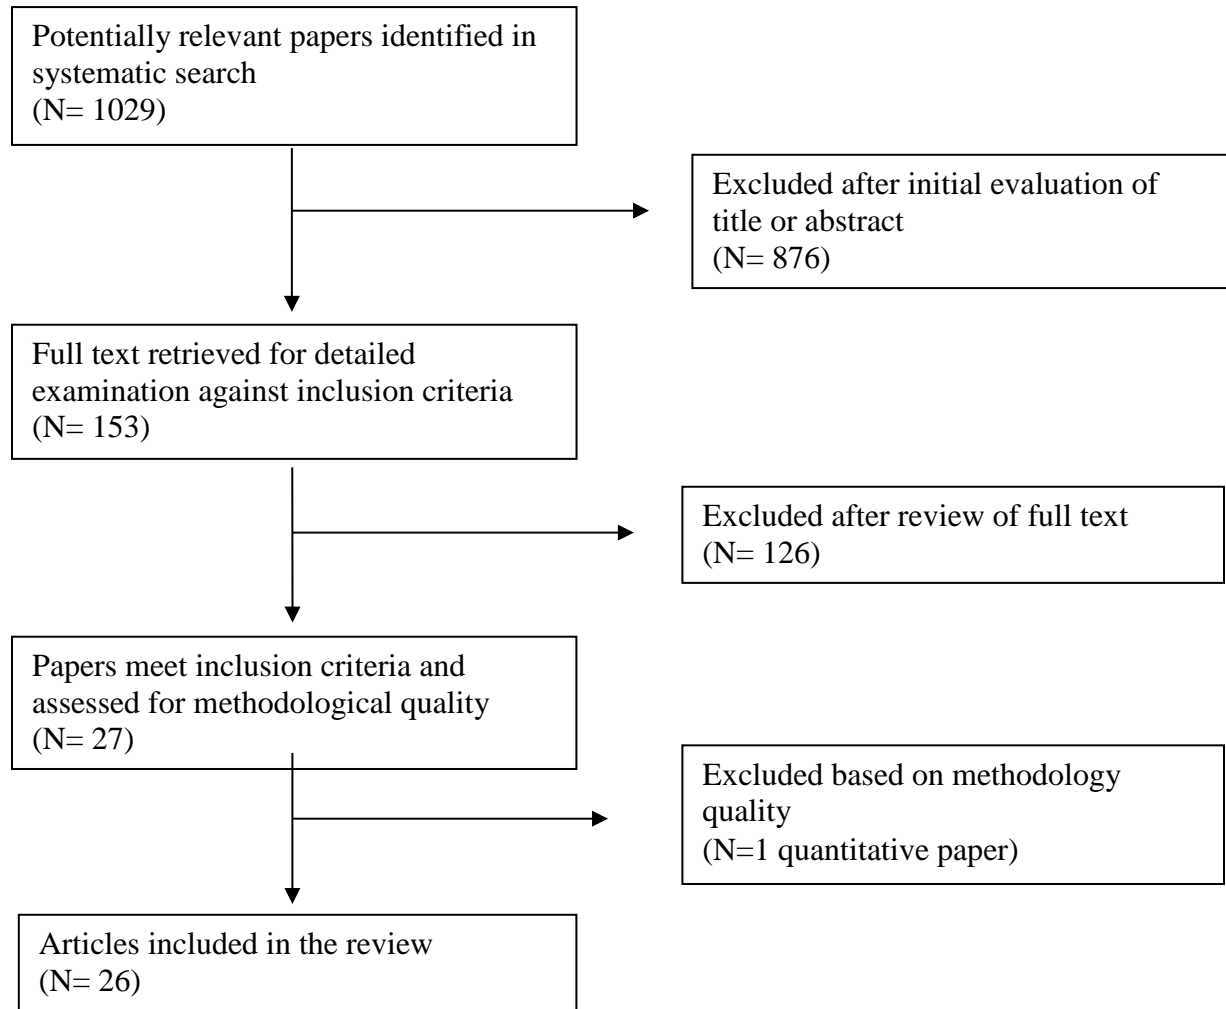 Potentially relevant papers identified in
systematic search
(N= 1029)
Excluded after initial evaluation of
title or abstract
(N= 876)
Full text retrieved for detailed
examination against inclusion criteria
(N= 153)
Excluded after review of full text
(N= 126)
Papers meet inclusion criteria and
assessed for methodological quality
(N= 27)
Excluded based on methodology
quality
(N=1 quantitative paper)
Articles included in the review
(N= 26)